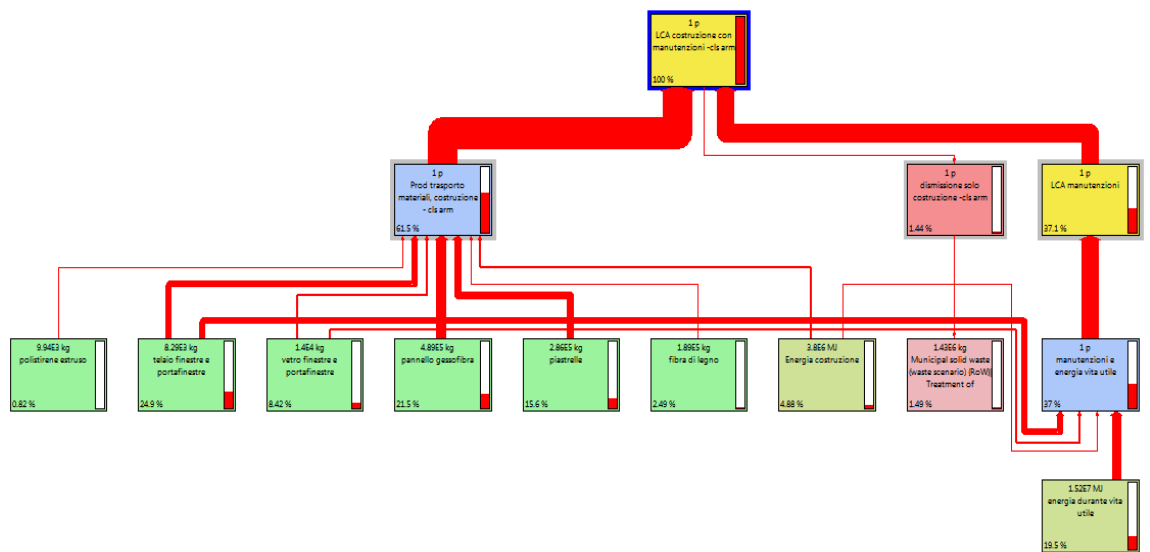 1 p
LCA costruzione con
manutenzioni -cls arm
100 %
1 p
Prod trasporto
materiali, costruzione
- cls arm
61.5 %
1 p
dismissione solo
costruzione -cls arm
1.44 %
1 p
LCA manutenzioni
37.1 %
9.94E3 kg
polistirene estruso
0.82 %
8.29E3 kg
telaio finestre e
portafinestre
24.9 %
1.4E4 kg
vetro finestre e
portafinestre
8.42 %
4.89E5 kg
pannello gessofibra
21.5 %
2.86E5 kg
piastrelle
15.6 %
1.89E5 kg
fibra di legno
2.49 %
3.8E6 MJ
Energia costruzione
4.88 %
1.43E6 kg
Municipal solid waste
(waste scenario) {RoW}|
Treatment of
1.49 %
1 p
manutenzioni e
energia vita utile
37 %
1.52E7 MJ
energia durante vita
utile
19.5 %